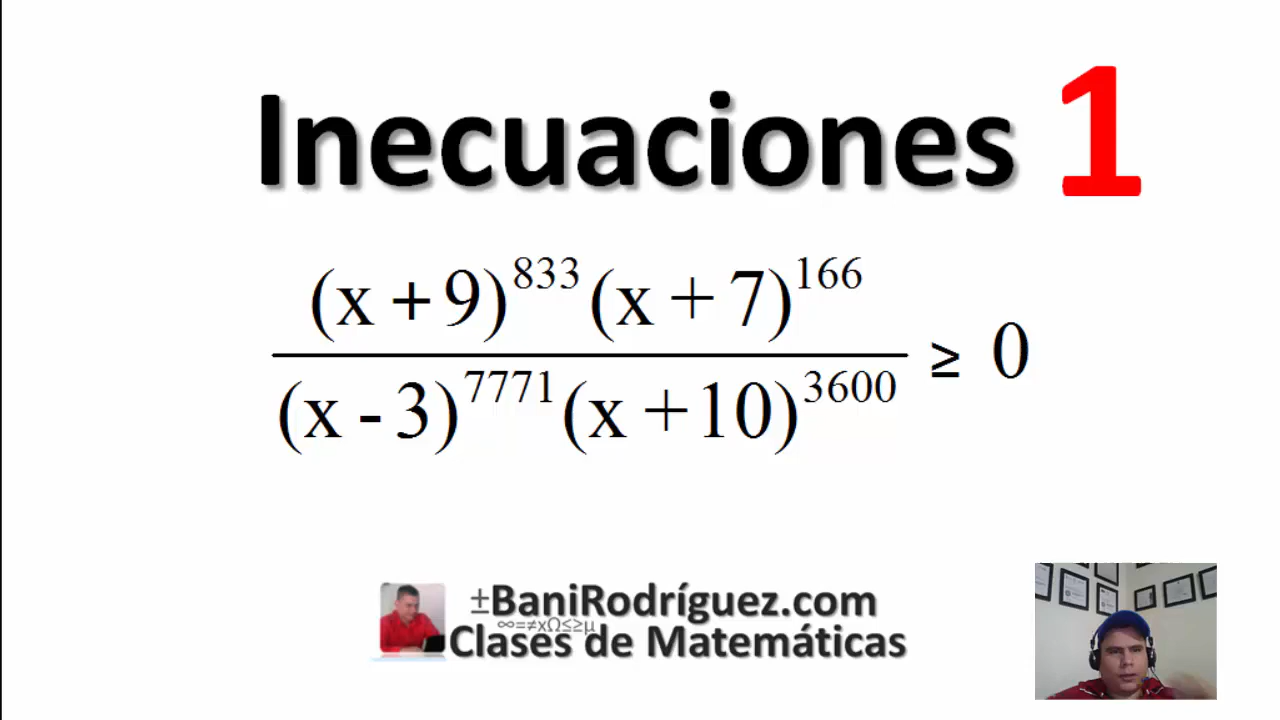 Inecuaciones 1
(x + 9)^833 (x + 7)^166
≥ 0
(x - 3)^7771 (x + 10)^3600
±BaniRodríguez.com
∞=≠xΩ≤≥µ
Clases de Matemáticas